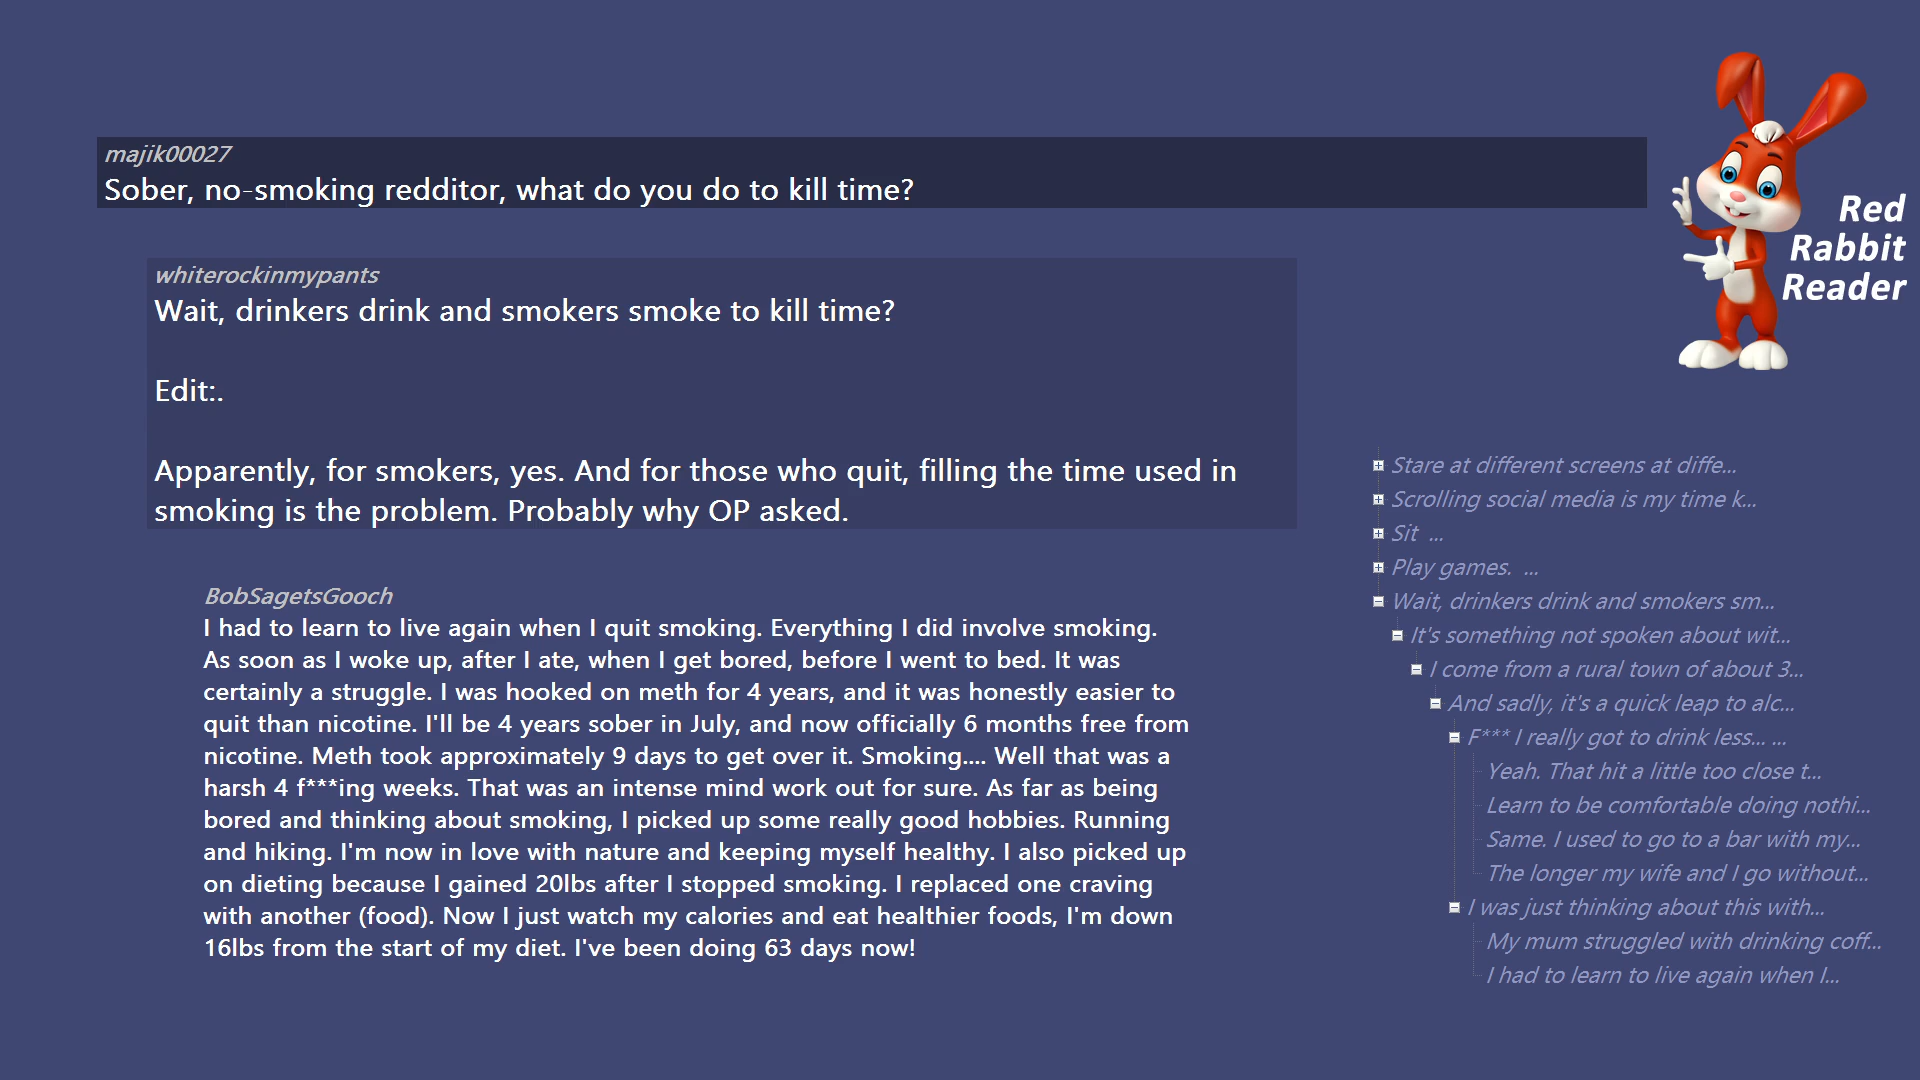 majik00027
Sober, no-smoking redditor, what do you do to kill time?
whiterockinmypants
Wait, drinkers drink and smokers smoke to kill time?
Edit:.
Apparently, for smokers, yes. And for those who quit, filling the time used in
smoking is the problem. Probably why OP asked.
BobSagetsGooch
I had to learn to live again when I quit smoking. Everything I did involve smoking.
As soon as I woke up, after I ate, when I get bored, before I went to bed. It was
certainly a struggle. I was hooked on meth for 4 years, and it was honestly easier to
quit than nicotine. I'll be 4 years sober in July, and now officially 6 months free from
nicotine. Meth took approximately 9 days to get over it. Smoking.... Well that was a
harsh 4 f***ing weeks. That was an intense mind work out for sure. As far as being
bored and thinking about smoking, I picked up some really good hobbies. Running
and hiking. I'm now in love with nature and keeping myself healthy. I also picked up
on dieting because I gained 20lbs after I stopped smoking. I replaced one craving
with another (food). Now I just watch my calories and eat healthier foods, I'm down
16lbs from the start of my diet. I've been doing 63 days now!
Red
Rabbit
Reader
Stare at different screens at diffe...
Scrolling social media is my time k...
Sit  ...
Play games.  ...
Wait, drinkers drink and smokers sm...
It's something not spoken about wit...
I come from a rural town of about 3...
And sadly, it's a quick leap to alc...
F*** I really got to drink less... ...
Yeah. That hit a little too close t...
Learn to be comfortable doing nothi...
Same. I used to go to a bar with my...
The longer my wife and I go without...
I was just thinking about this with...
My mum struggled with drinking coff...
I had to learn to live again when I...